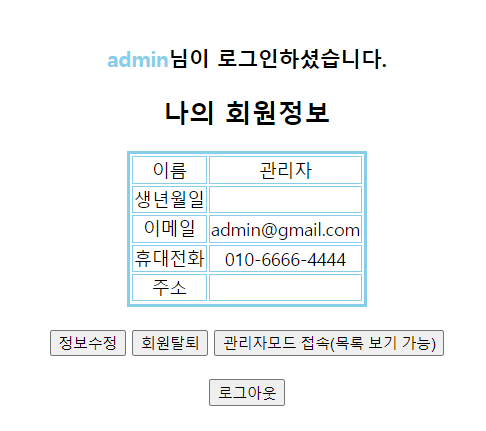 admin님이 로그인하셨습니다.
나의 회원정보
이름 관리자
생년월일
이메일 admin@gmail.com
휴대전화 010-6666-4444
주소
정보수정 회원탈퇴 관리자모드 접속(목록 보기 가능)
로그아웃